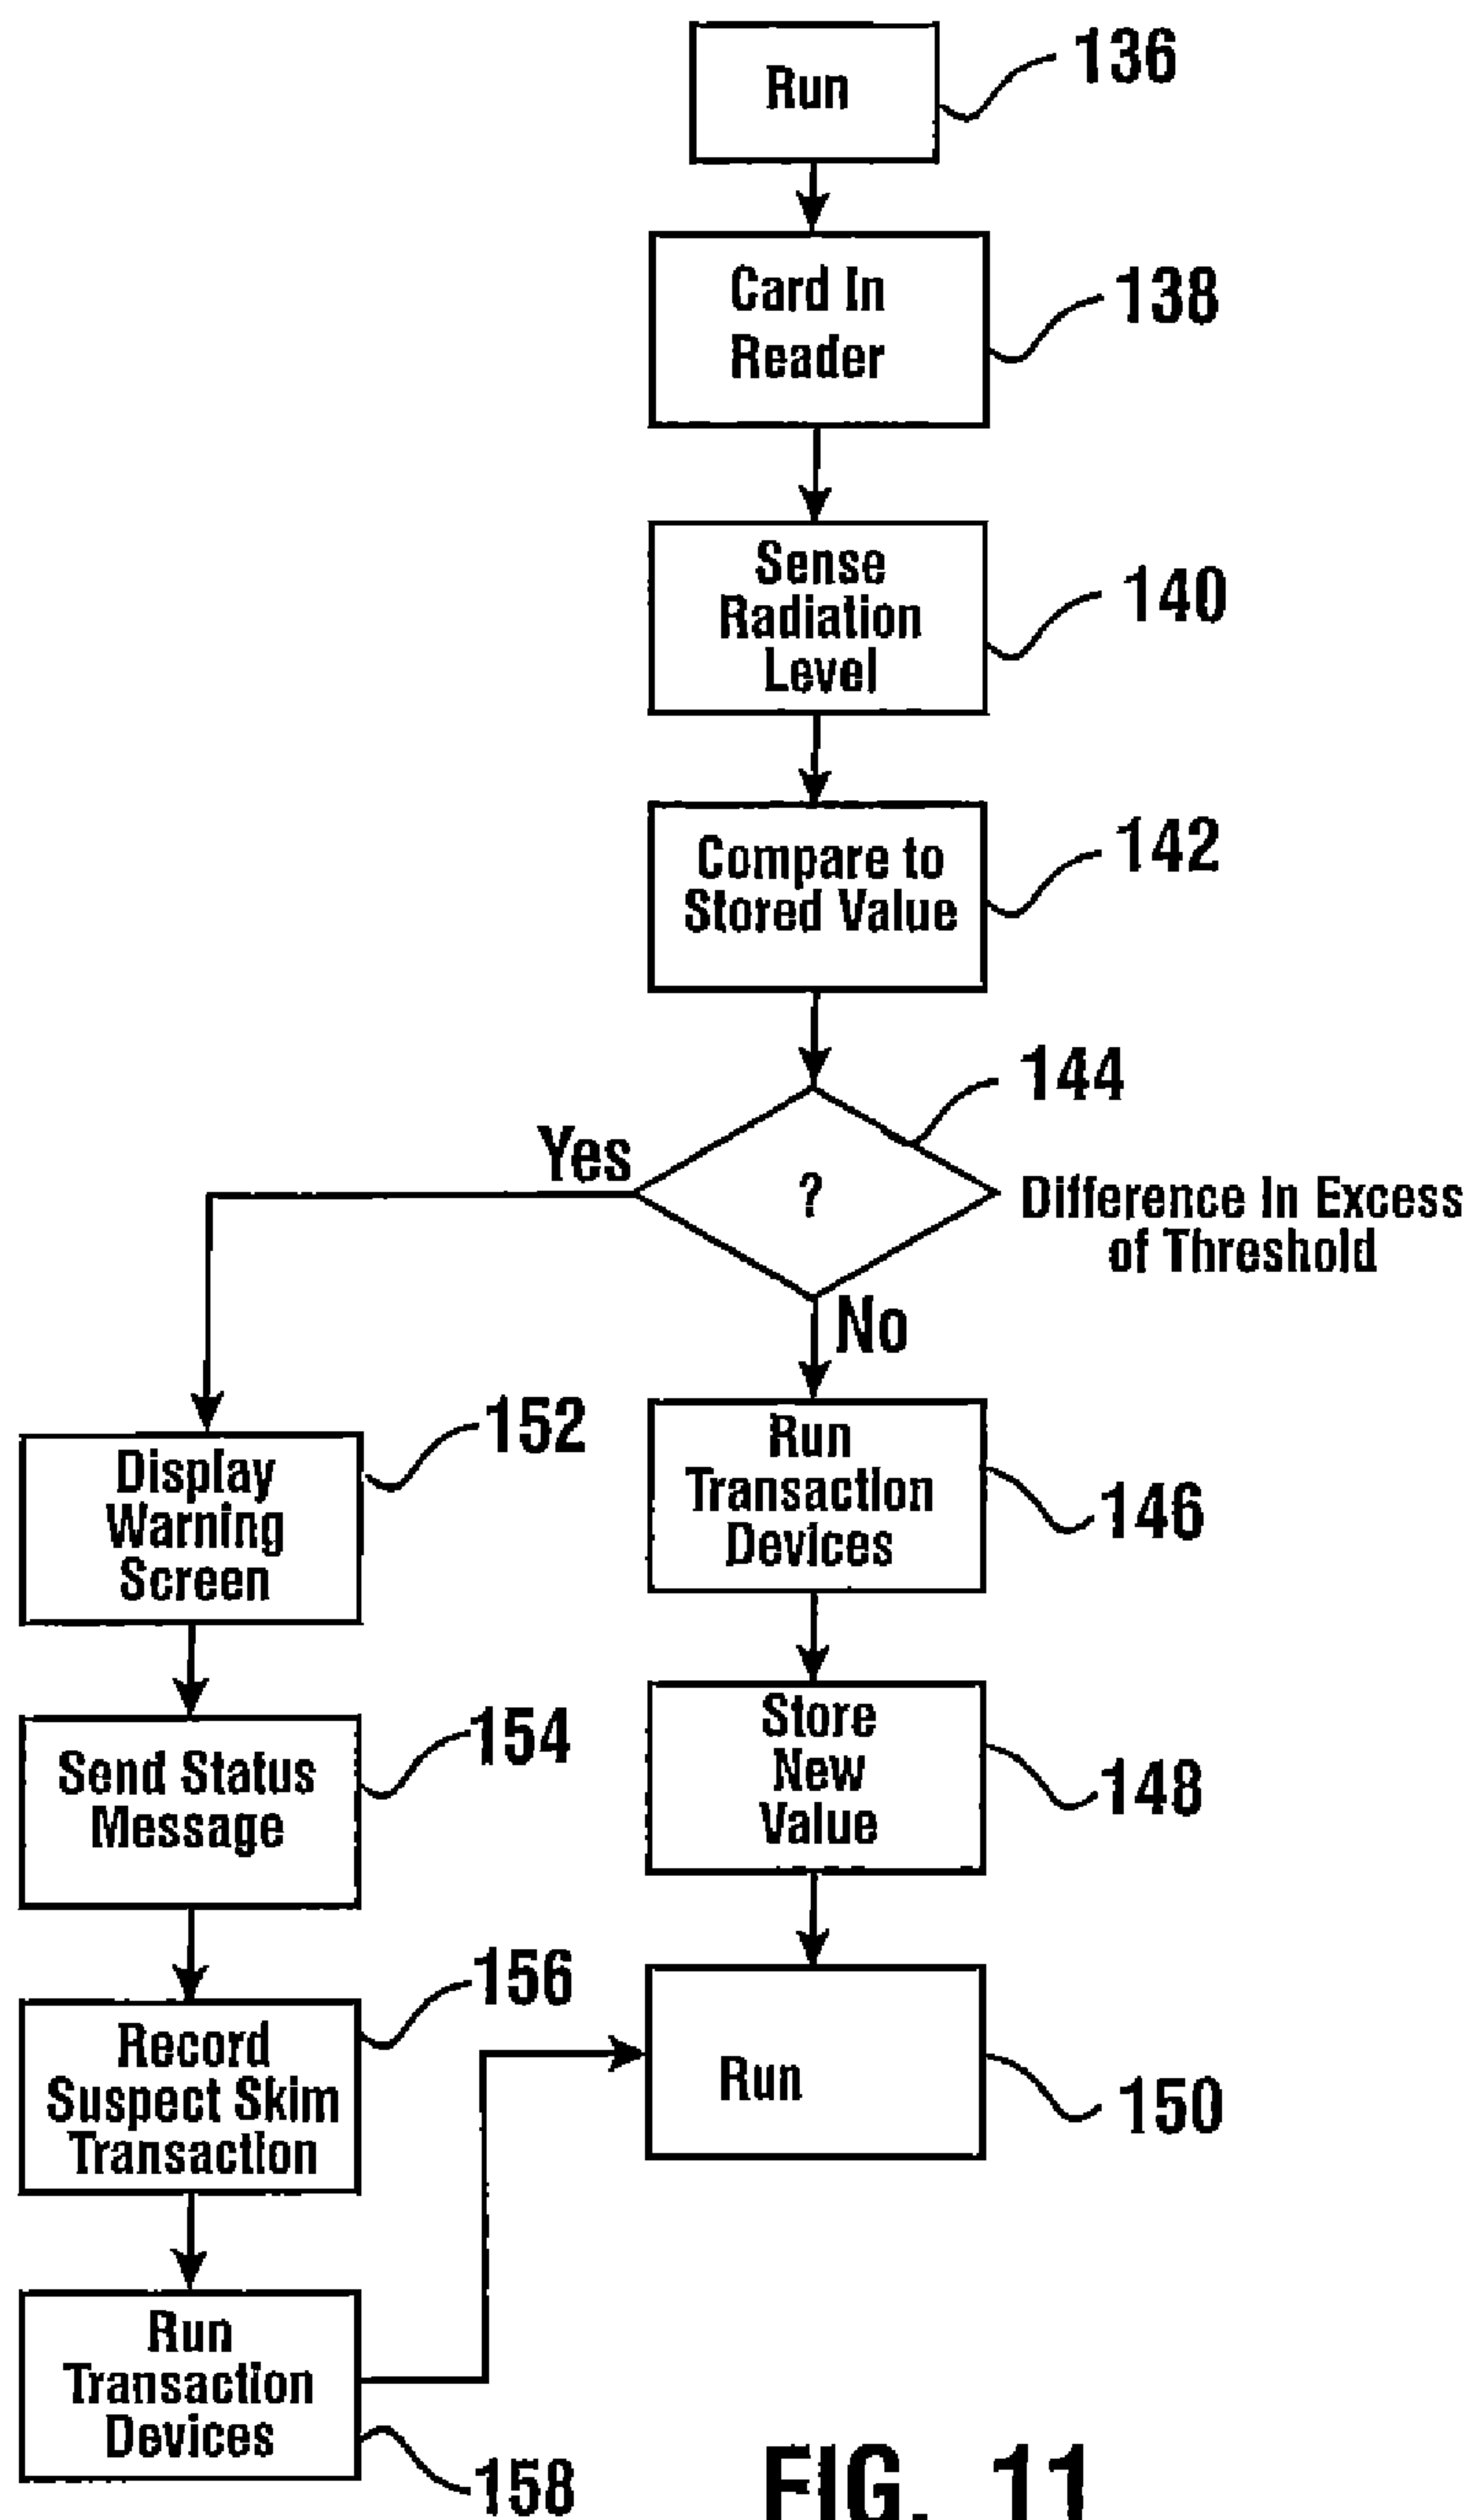 Run
136
Card In
Reader
138
Sense
Radiation
Level
140
Compare to
Stored Value
142
144
Yes
?
Difference In Excess
of Threshold
No
Display
Warning
Screen
152
Run
Transaction
Devices
146
Send Status
Message
154
Store
New
Value
148
Record
Suspect Skim
Transaction
156
Run
150
Run
Transaction
Devices
158
FIG. 11